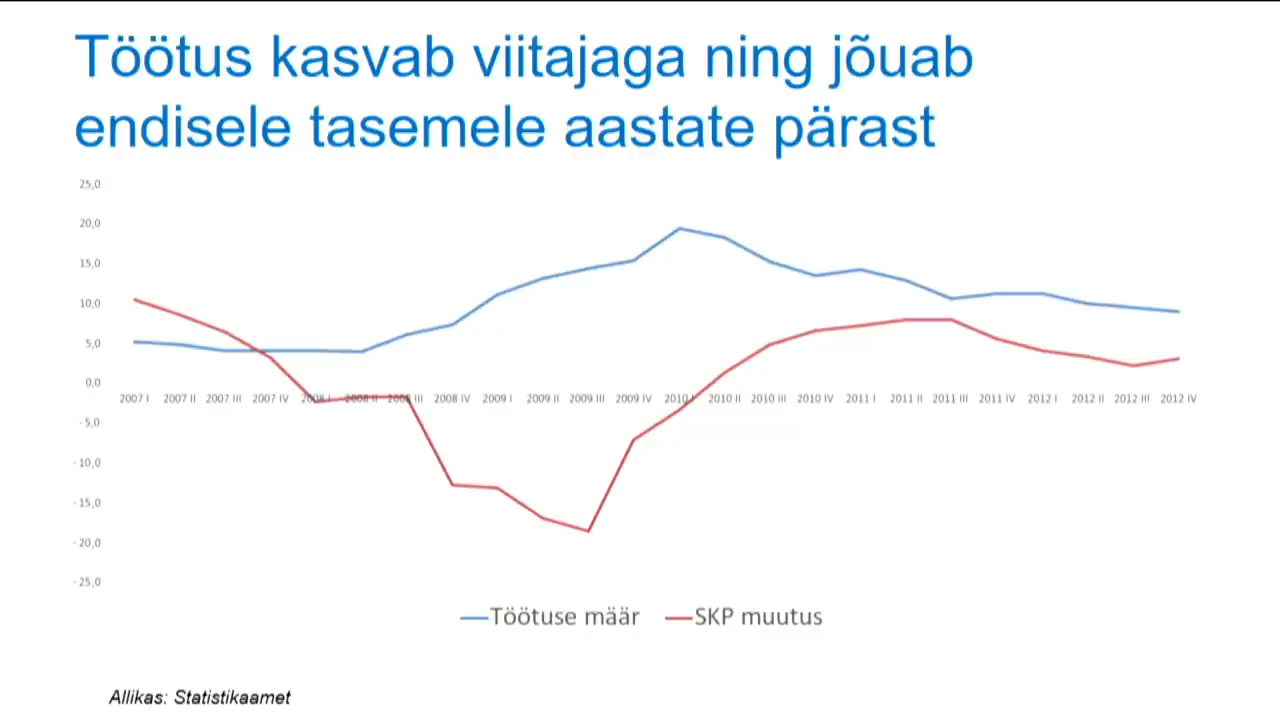 Töötus kasvab viitajaga ning jõuab
endisele tasemele aastate pärast
25,0
20,0
15,0
10,0
5,0
0,0
- 5,0
- 10,0
- 15,0
- 20,0
- 25,0
2007 I 2007 II 2007 III 2007 IV 2008 I 2008 II 2008 III 2008 IV 2009 I 2009 II 2009 III 2009 IV 2010 I 2010 II 2010 III 2010 IV 2011 I 2011 II 2011 III 2011 IV 2012 I 2012 II 2012 III 2012 IV
Töötuse määr SKP muutus
Allikas: Statistikaamet